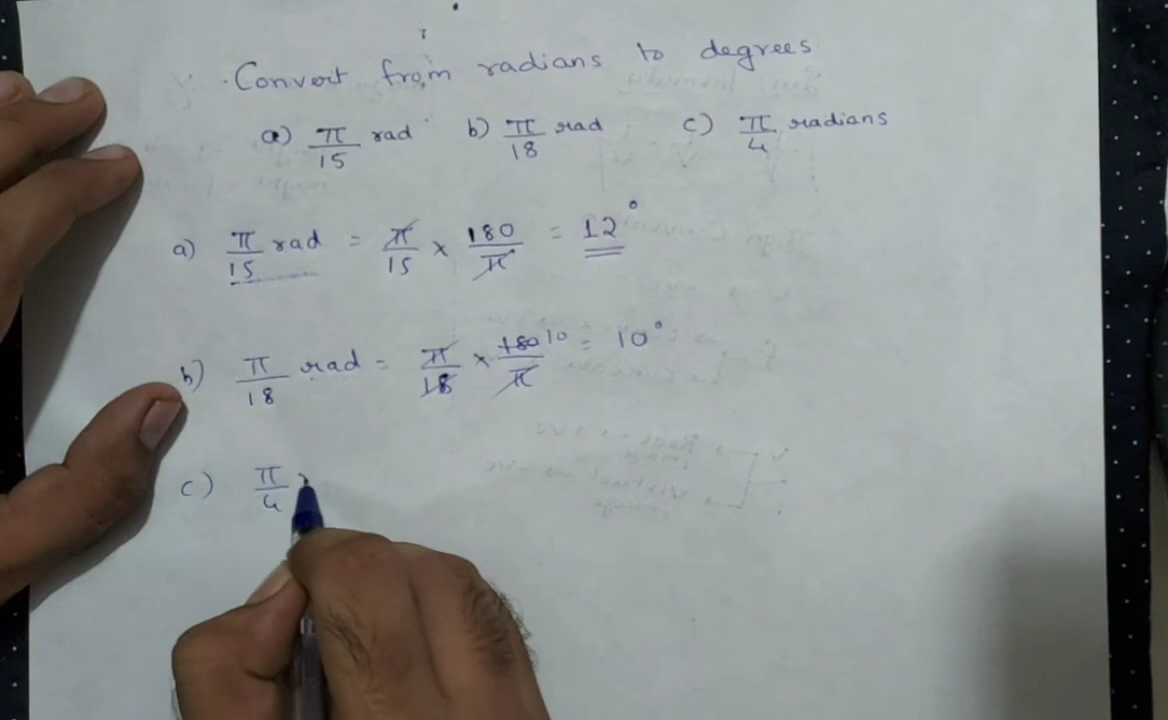 Convert from radians to degrees
a) π/15 rad b) π/18 rad c) π/4 radians
a) π/15 rad = π/15 × 180/π = 12°
b) π/18 rad = π/18 × 180/π 10 = 10°
c) π/4